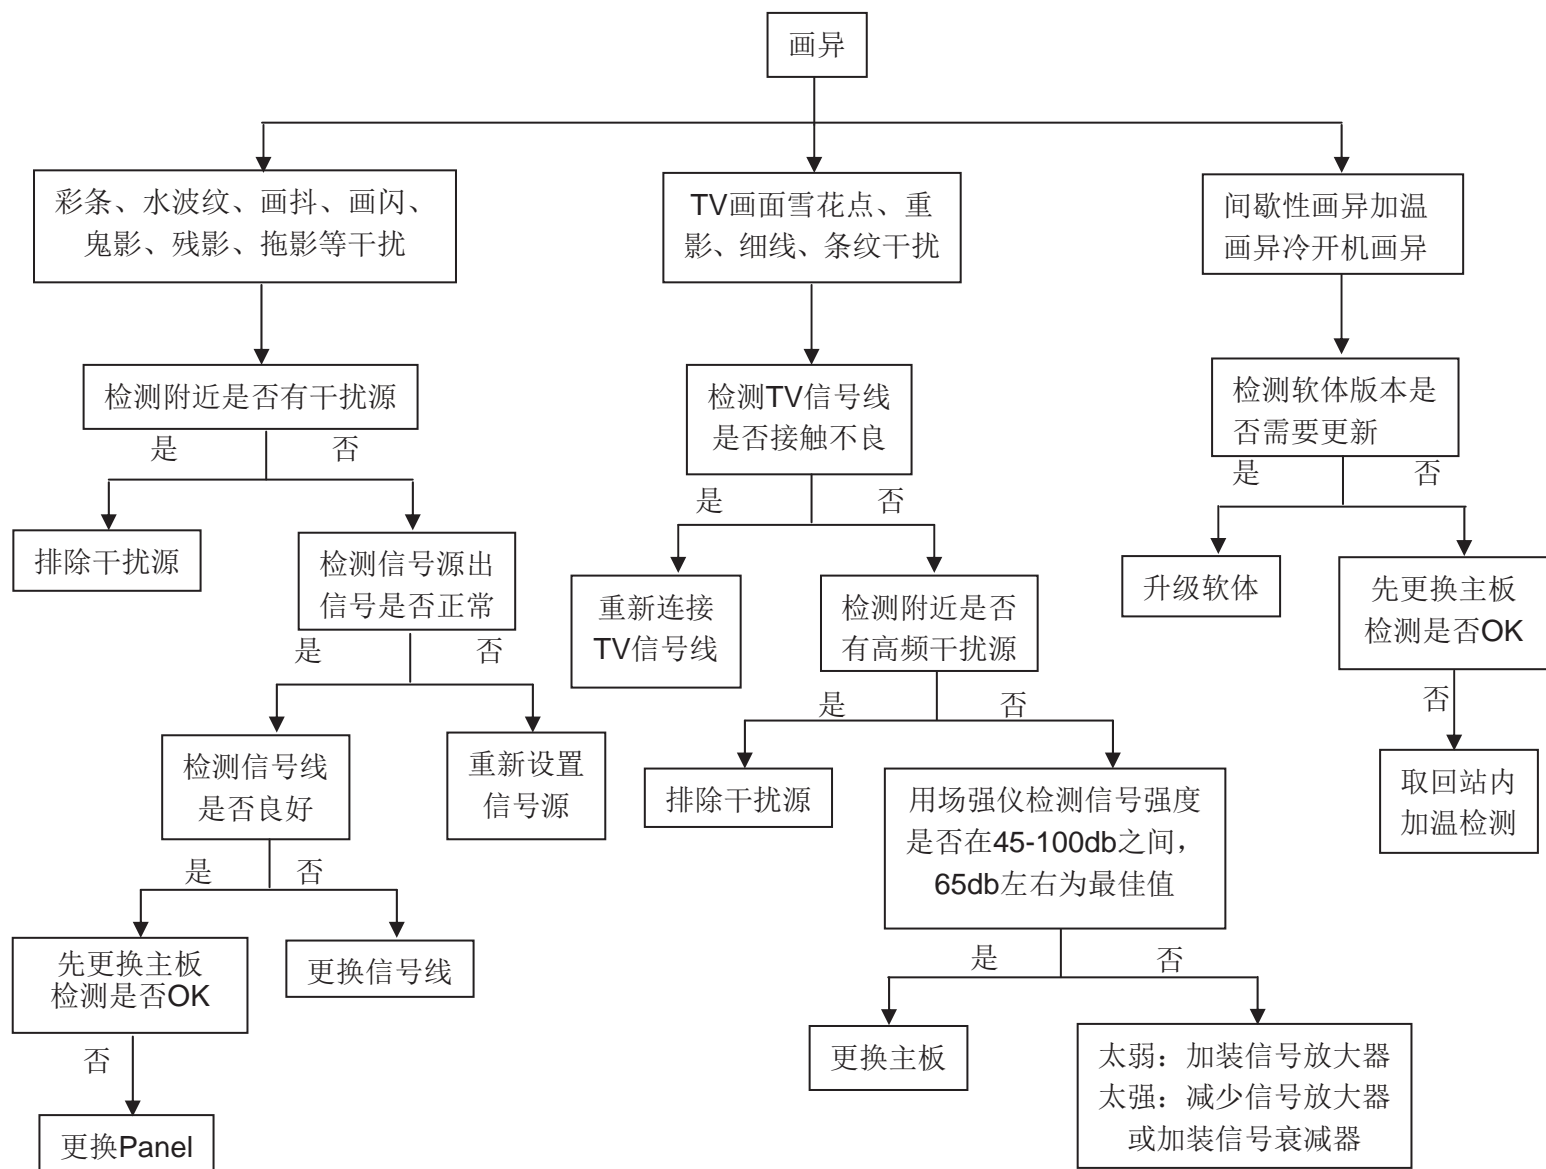 画异
彩条、水波纹、画抖、画闪、
鬼影、残影、拖影等干扰
TV画面雪花点、重
影、细线、条纹干扰
间歇性画异加温
画异冷开机画异
检测附近是否有干扰源
检测TV信号线
是否接触不良
检测软体版本是
否需要更新
是
否
是
否
是
否
排除干扰源
检测信号源出
信号是否正常
重新连接
TV信号线
检测附近是否
有高频干扰源
升级软体
先更换主板
检测是否OK
是
否
是
否
否
检测信号线
是否良好
重新设置
信号源
排除干扰源
用场强仪检测信号强度
是否在45-100db之间，
65db左右为最佳值
取回站内
加温检测
是
否
是
否
先更换主板
检测是否OK
更换信号线
更换主板
太弱：加装信号放大器
太强：减少信号放大器
或加装信号衰减器
否
更换Panel